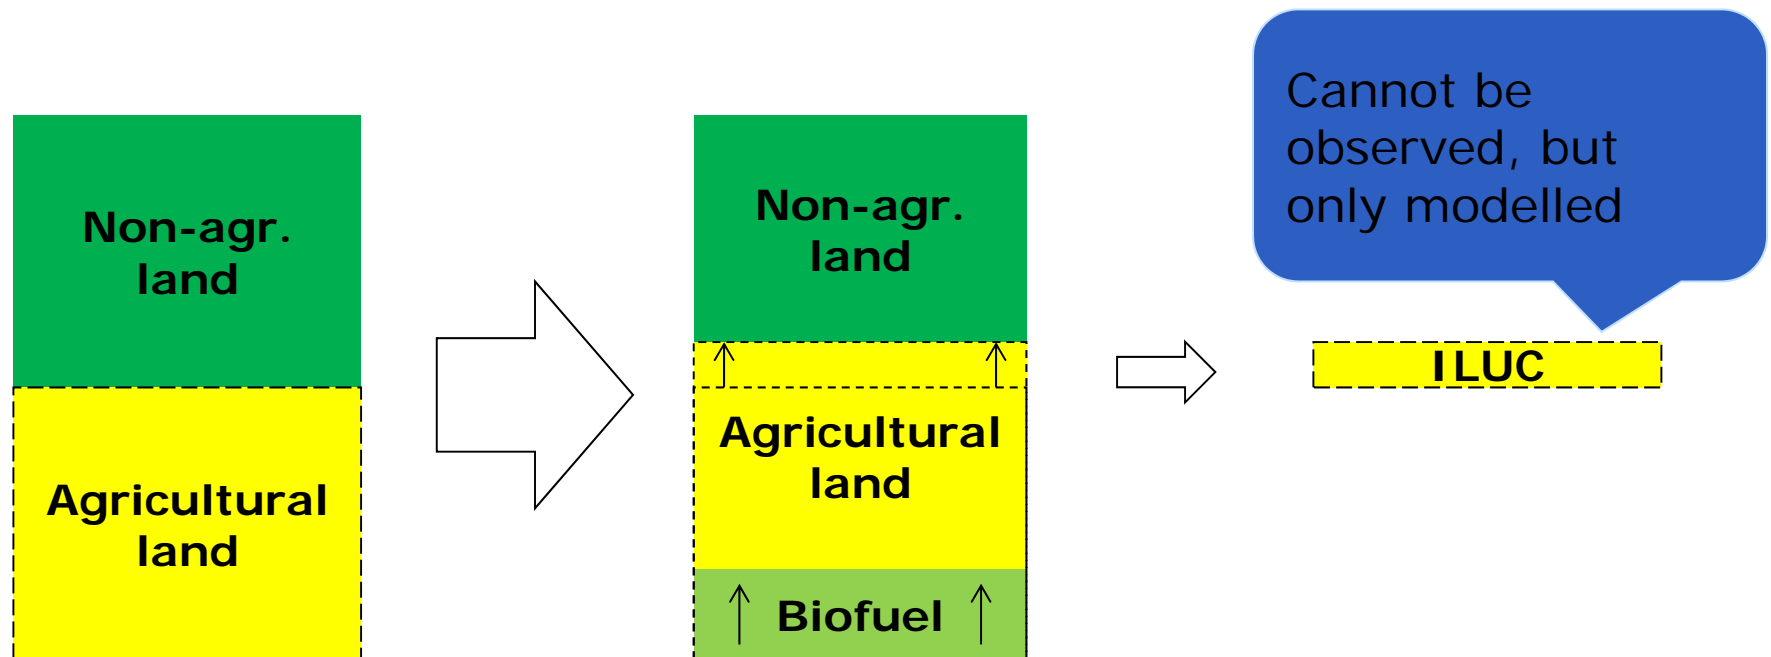 Non-agr.
land
Agricultural
land
Non-agr.
land
Agricultural
land
Biofuel
Cannot be
observed, but
only modelled
ILUC